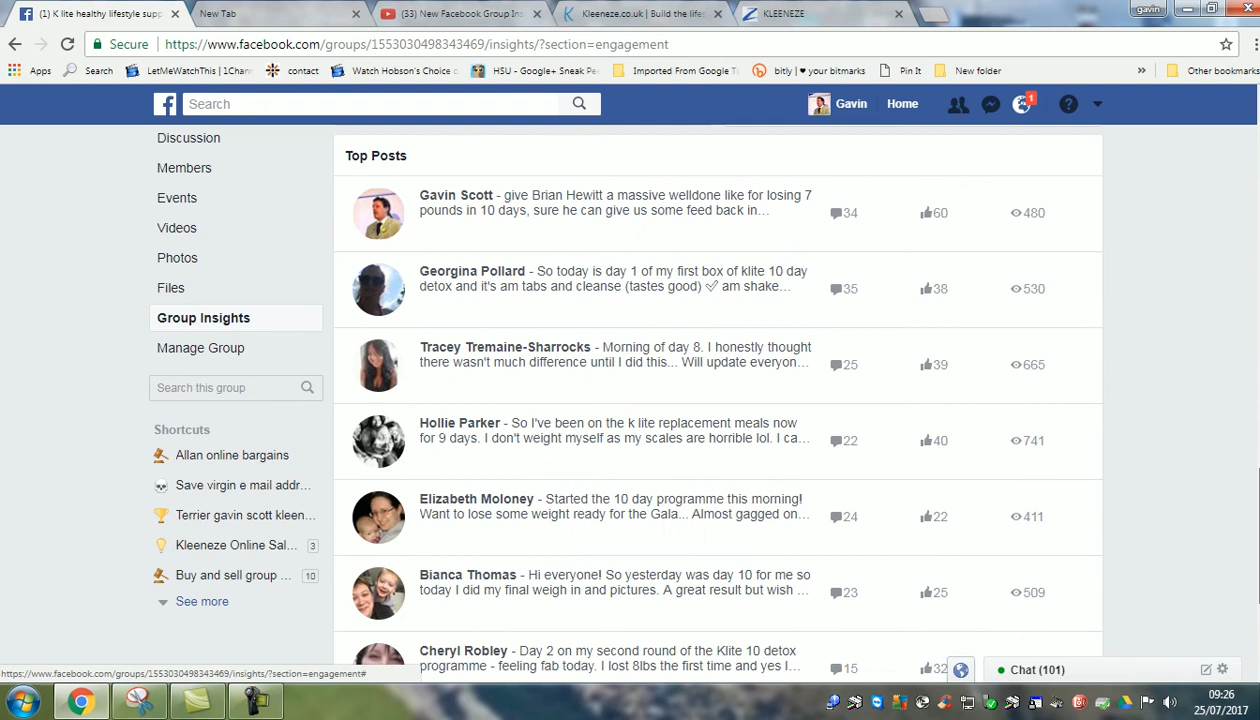 (1) K lite healthy lifestyle supp
New Tab
(33) New Facebook Group Ins
Kleeneze.co.uk | Build the lifes
KLEENEZE
gavin
Secure
https://www.facebook.com/groups/1553030498343469/insights/?section=engagement
Apps
Search
LetMeWatchThis | 1Chann
contact
Watch Hobson's Choice o
HSU - Google+ Sneak Pe
Imported From Google To
bitly | ♥ your bitmarks
Pin It
New folder
»
Other bookmarks
Search
Gavin
Home
1
Discussion
Members
Events
Videos
Photos
Files
Group Insights
Manage Group
Search this group
Shortcuts
Allan online bargains
Save virgin e mail addr...
Terrier gavin scott kleen...
Kleeneze Online Sal... 3
Buy and sell group ... 10
See more
Top Posts
Gavin Scott - give Brian Hewitt a massive welldone like for losing 7
pounds in 10 days, sure he can give us some feed back in...
34 60 480
Georgina Pollard - So today is day 1 of my first box of klite 10 day
detox and it's am tabs and cleanse (tastes good) ✅ am shake...
35 38 530
Tracey Tremaine-Sharrocks - Morning of day 8. I honestly thought
there wasn't much difference until I did this... Will update everyon...
25 39 665
Hollie Parker - So I've been on the k lite replacement meals now
for 9 days. I don't weight myself as my scales are horrible lol. I ca...
22 40 741
Elizabeth Moloney - Started the 10 day programme this morning!
Want to lose some weight ready for the Gala... Almost gagged on...
24 22 411
Bianca Thomas - Hi everyone! So yesterday was day 10 for me so
today I did my final weigh in and pictures. A great result but wish ...
23 25 509
Cheryl Robley - Day 2 on my second round of the Klite 10 detox
programme - feeling fab today. I lost 8lbs the first time and yes I...
15 32
Chat (101)
https://www.facebook.com/groups/1553030498343469/insights/?section=engagement#
09:26
25/07/2017